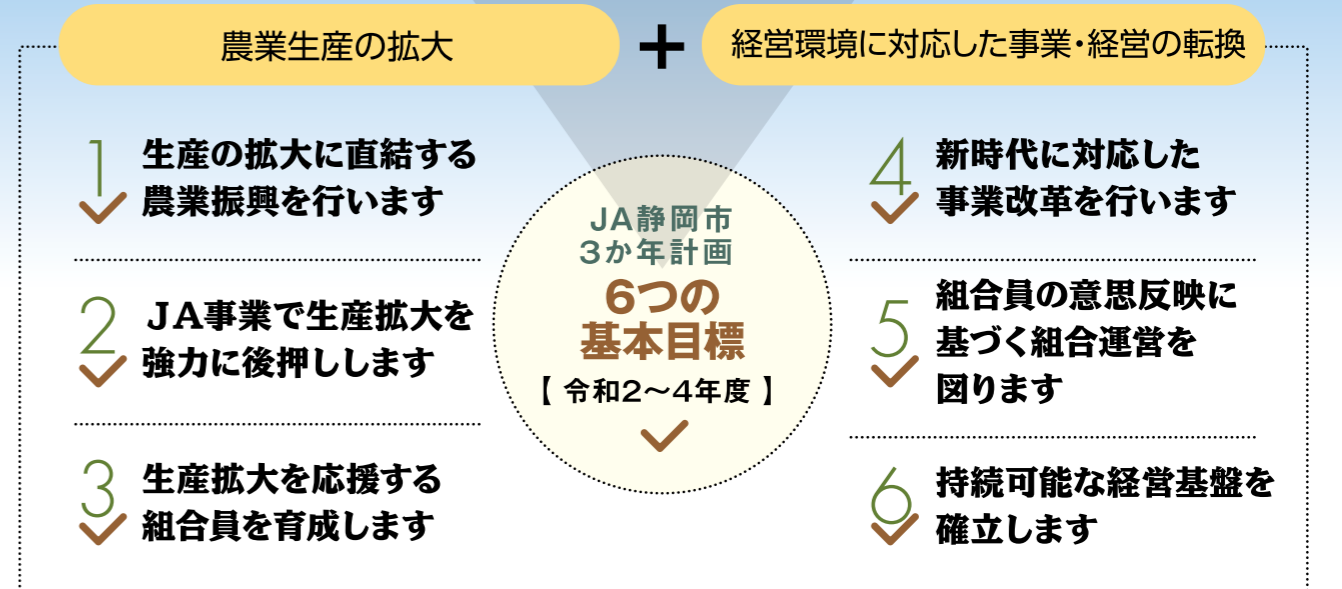 農業生産の拡大
+
経営環境に対応した事業・経営の転換
1
生産の拡大に直結する
農業振興を行います
2
JA事業で生産拡大を
強力に後押しします
3
生産拡大を応援する
組合員を育成します
JA静岡市
3か年計画
6つの
基本目標
【 令和2～4年度 】
4
新時代に対応した
事業改革を行います
5
組合員の意思反映に
基づく組合運営を
図ります
6
持続可能な経営基盤を
確立します